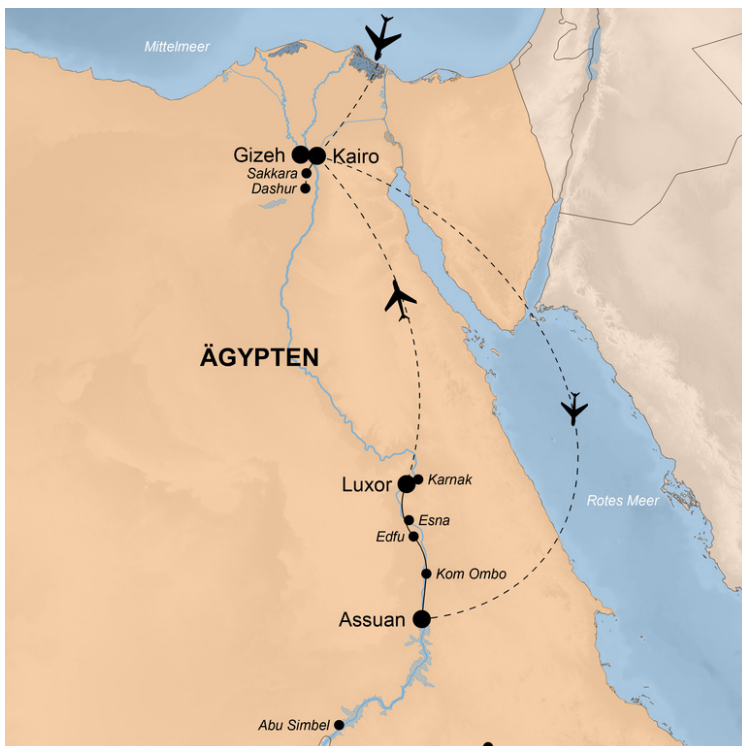 Mittelmeer
Gizeh
Kairo
Sakkara
Dashur
ÄGYPTEN
Luxor
Karnak
Esna
Edfu
Rotes Meer
Kom Ombo
Assuan
Abu Simbel